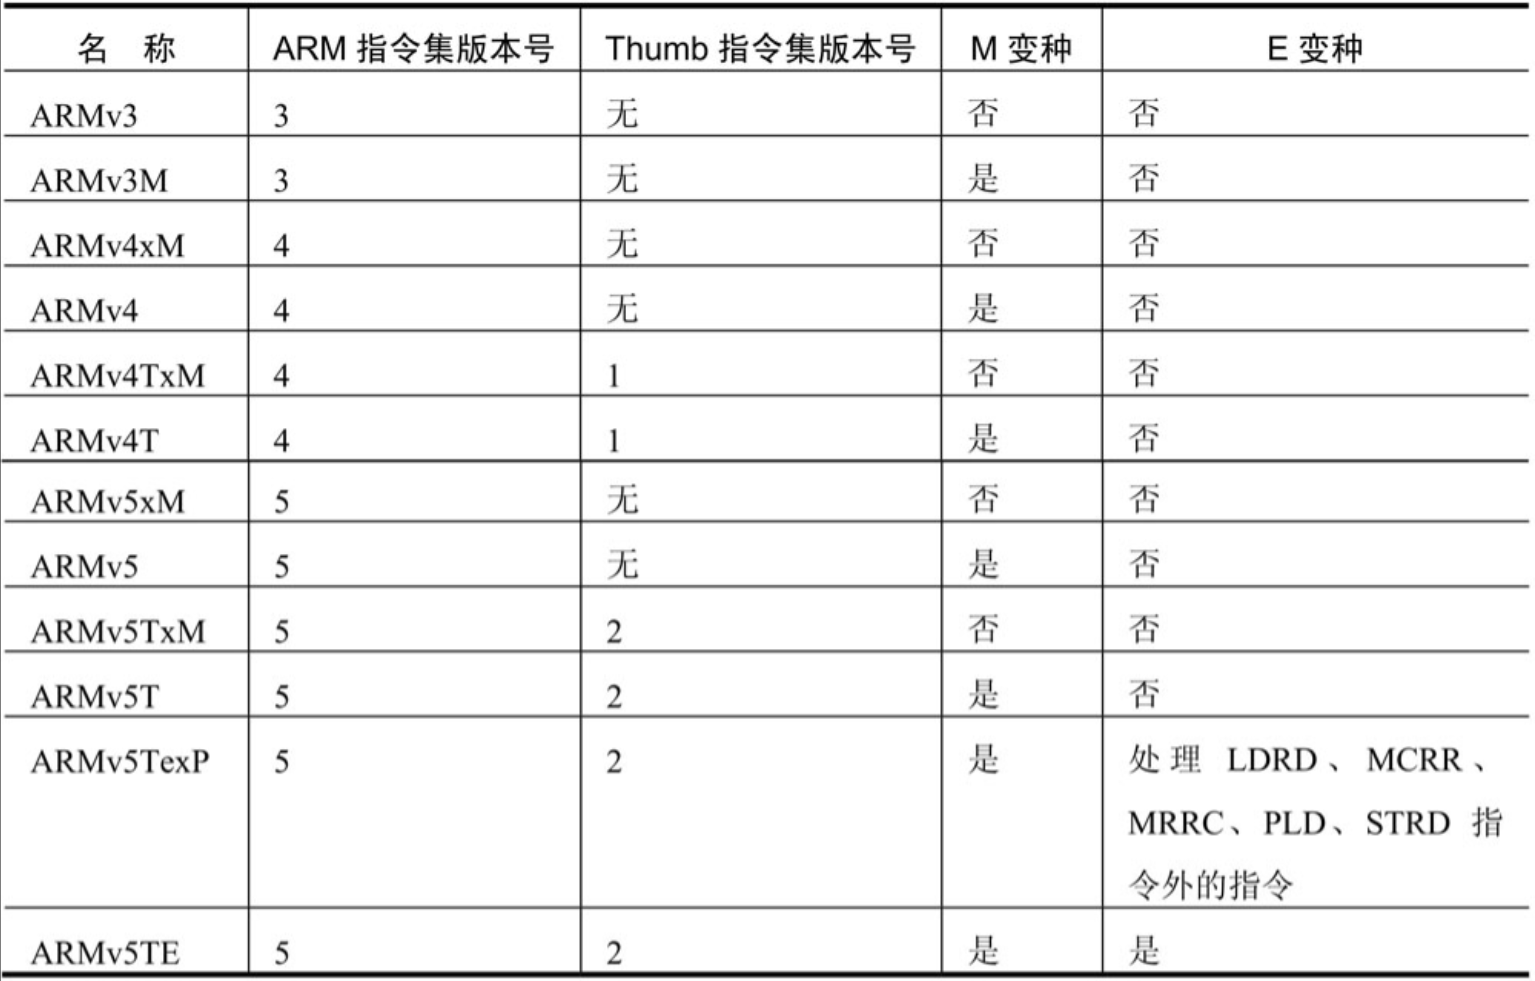 名 称 ARM 指令集版本号 Thumb 指令集版本号 M 变种 E 变种
ARMv3 3 无 否 否
ARMv3M 3 无 是 否
ARMv4xM 4 无 否 否
ARMv4 4 无 是 否
ARMv4TxM 4 1 否 否
ARMv4T 4 1 是 否
ARMv5xM 5 无 否 否
ARMv5 5 无 是 否
ARMv5TxM 5 2 否 否
ARMv5T 5 2 是 否
ARMv5TexP 5 2 是 处理 LDRD、MCRR、
MRRC、PLD、STRD 指
令外的指令
ARMv5TE 5 2 是 是